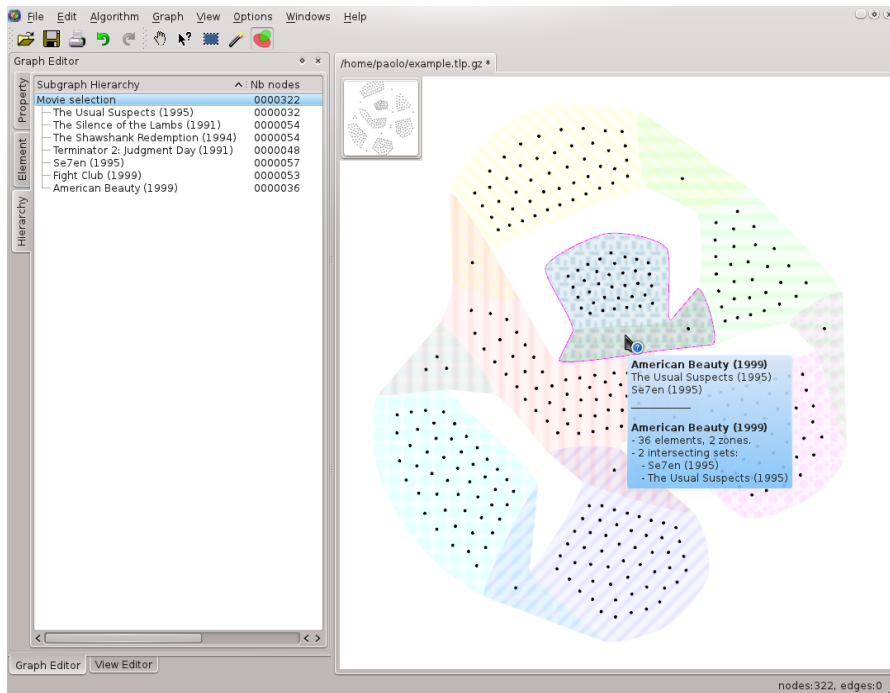 File Edit Algorithm Graph View Options Windows Help
Graph Editor
/home/paolo/example.tlp.gz *
Property
Element
Hierarchy
Subgraph Hierarchy Nb nodes
Movie selection 0000322
The Usual Suspects (1995) 0000032
The Silence of the Lambs (1991) 0000054
The Shawshank Redemption (1994) 0000054
Terminator 2: Judgment Day (1991) 0000048
Se7en (1995) 0000057
Fight Club (1999) 0000053
American Beauty (1999) 0000036
American Beauty (1999)
The Usual Suspects (1995)
Se7en (1995)
American Beauty (1999)
- 36 elements, 2 zones.
- 2 intersecting sets:
- Se7en (1995)
- The Usual Suspects (1995)
Graph Editor View Editor
nodes:322, edges:0